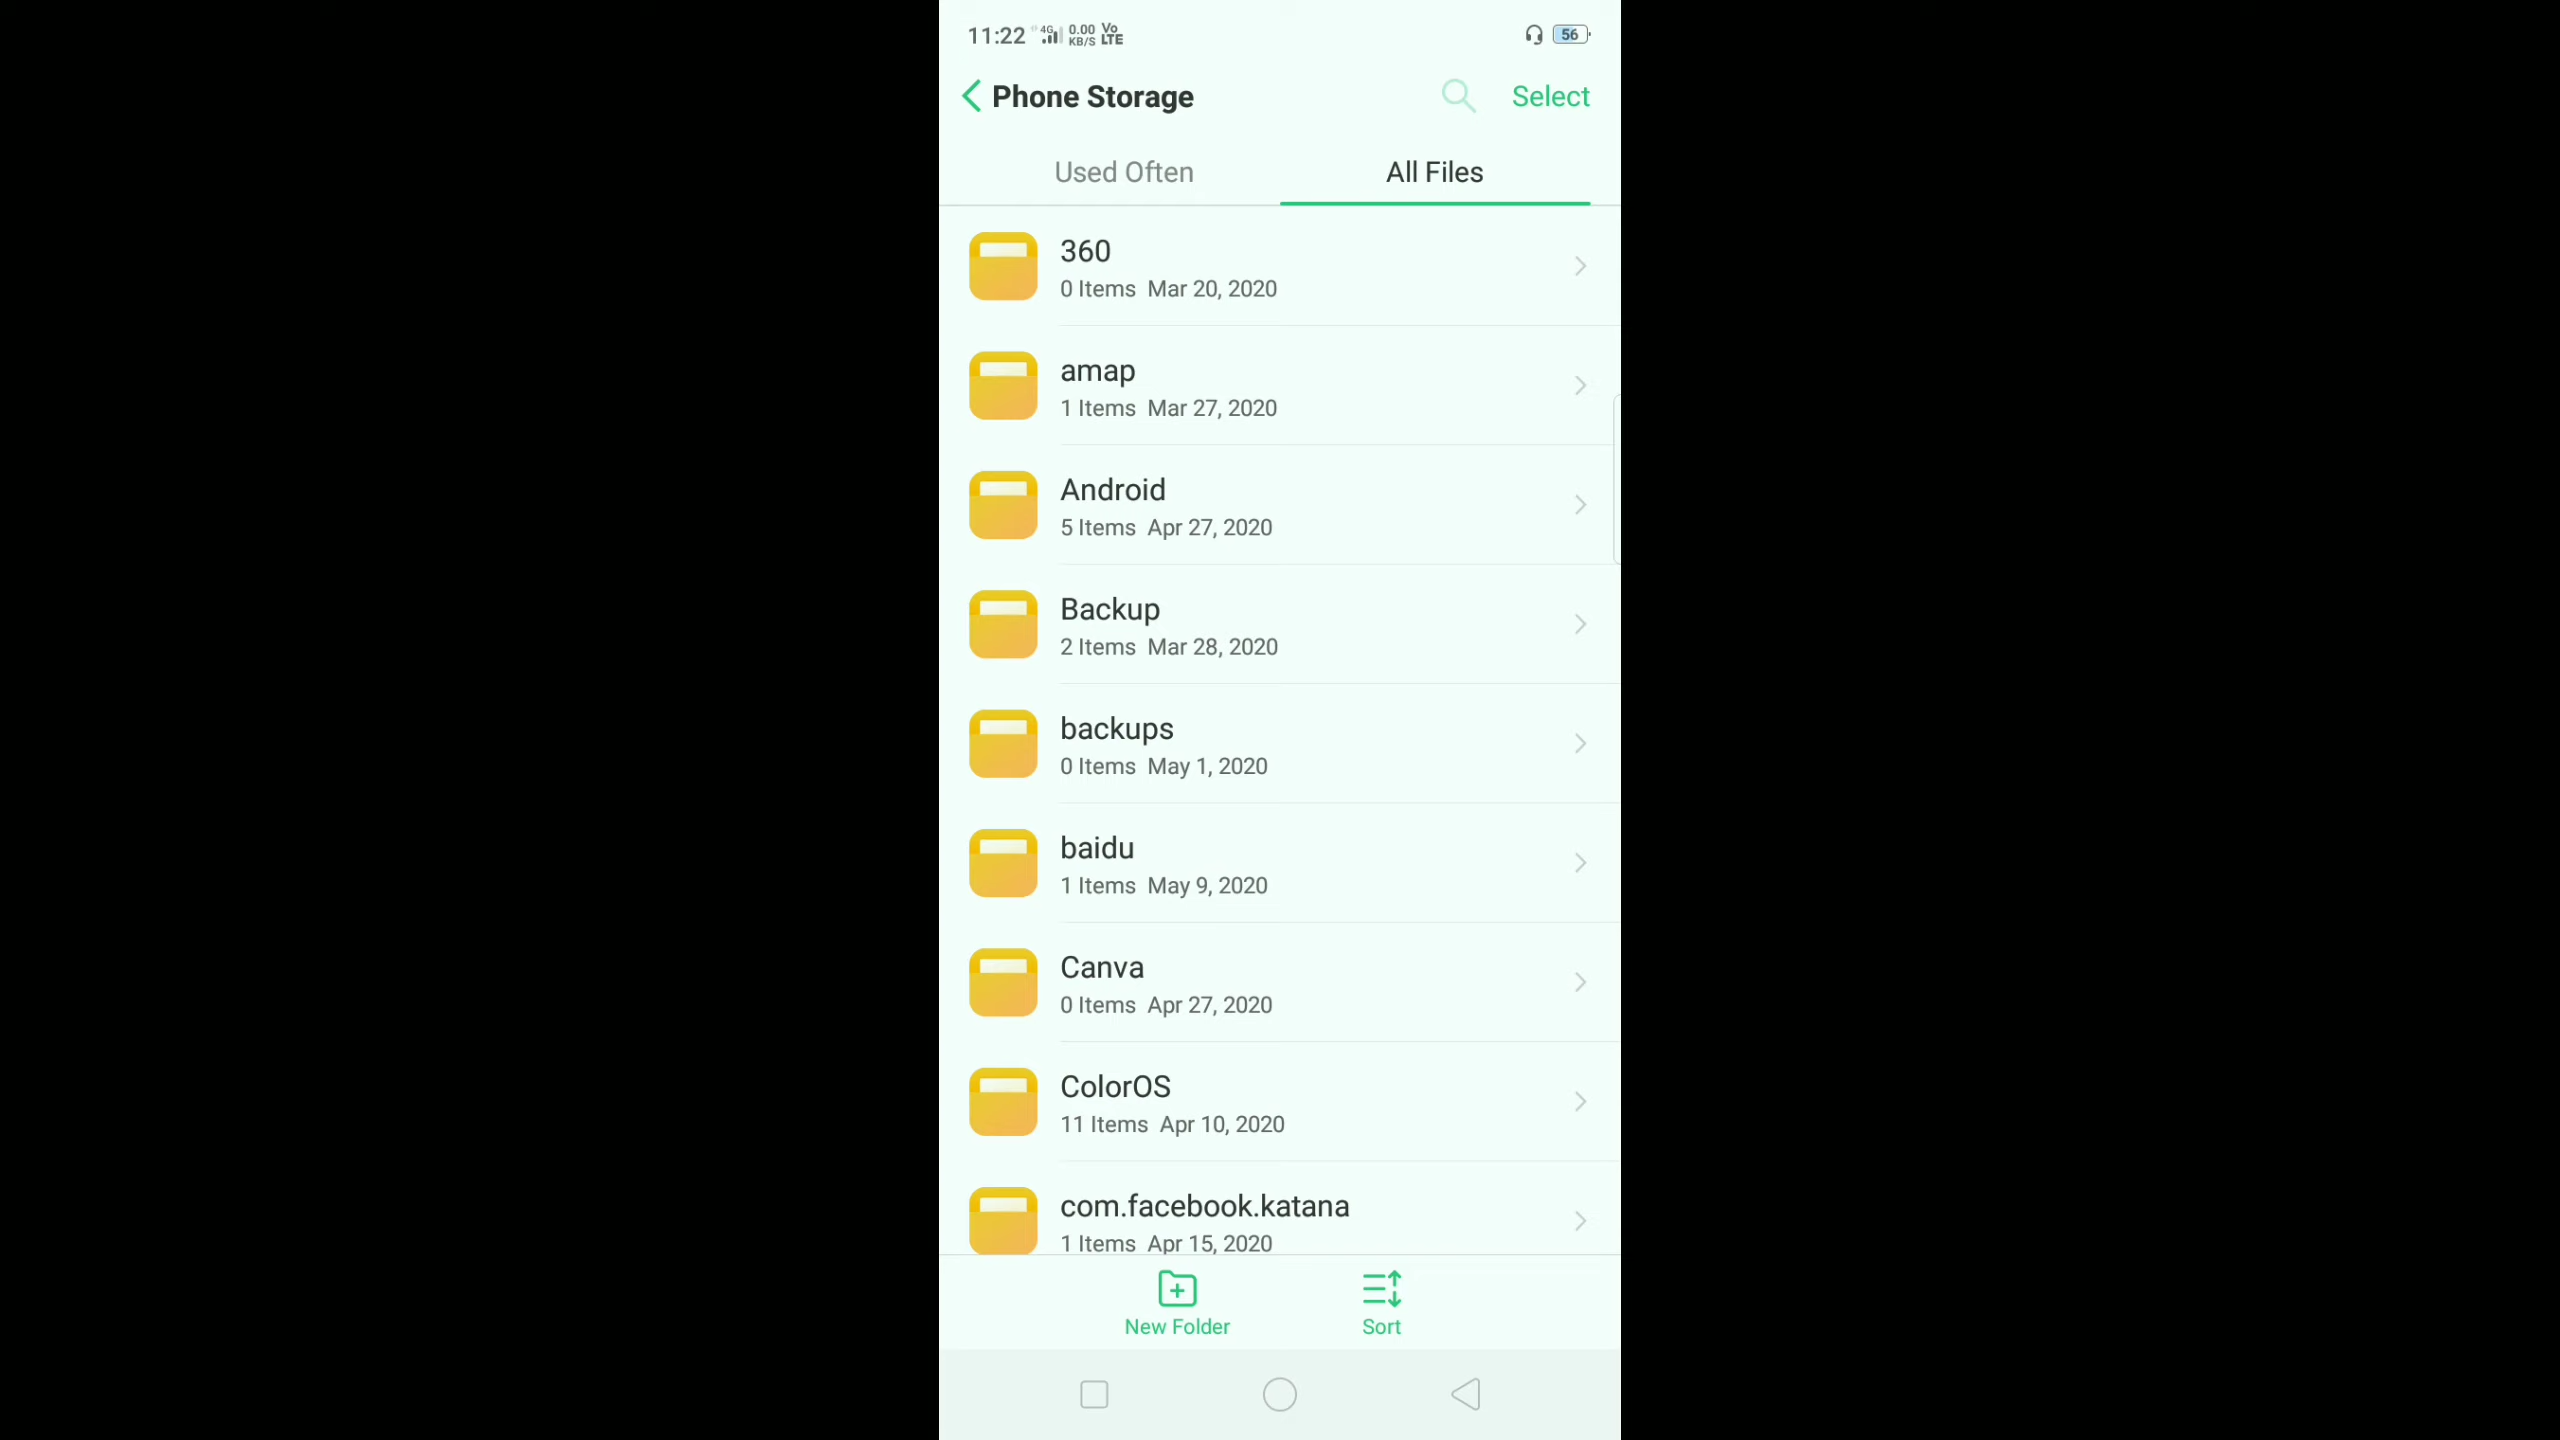 11:22 4G 0.00 KB/S Vo LTE 56
Phone Storage Select
Used Often All Files
360
0 Items Mar 20, 2020
amap
1 Items Mar 27, 2020
Android
5 Items Apr 27, 2020
Backup
2 Items Mar 28, 2020
backups
0 Items May 1, 2020
baidu
1 Items May 9, 2020
Canva
0 Items Apr 27, 2020
ColorOS
11 Items Apr 10, 2020
com.facebook.katana
1 Items Apr 15, 2020
New Folder Sort